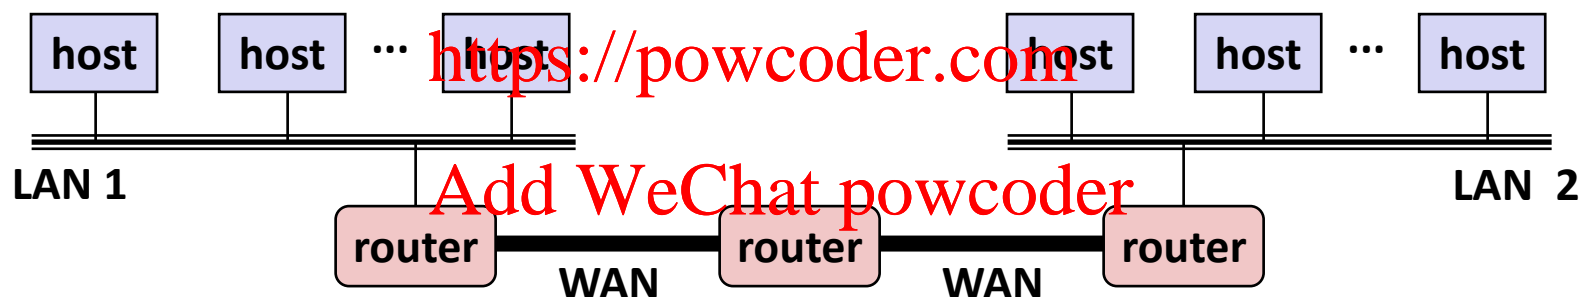 host host ... host host host ... host
https://powcoder.com
LAN 1 LAN 2
Add WeChat powcoder
router router router
WAN WAN